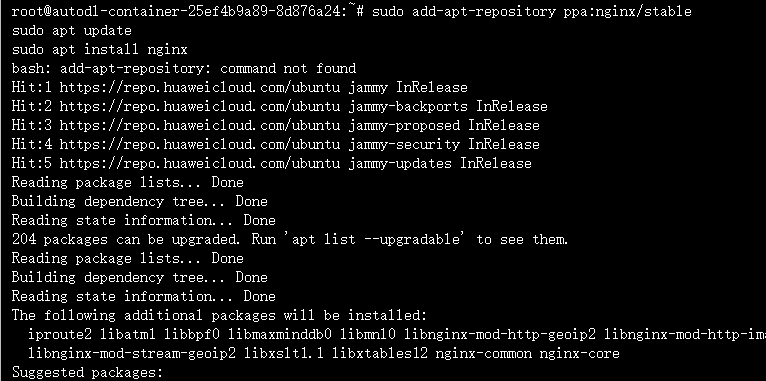 root@autodl-container-25ef4b9a89-8d876a24:~# sudo add-apt-repository ppa:nginx/stable
sudo apt update
sudo apt install nginx
bash: add-apt-repository: command not found
Hit:1 https://repo.huaweicloud.com/ubuntu jammy InRelease
Hit:2 https://repo.huaweicloud.com/ubuntu jammy-backports InRelease
Hit:3 https://repo.huaweicloud.com/ubuntu jammy-proposed InRelease
Hit:4 https://repo.huaweicloud.com/ubuntu jammy-security InRelease
Hit:5 https://repo.huaweicloud.com/ubuntu jammy-updates InRelease
Reading package lists... Done
Building dependency tree... Done
Reading state information... Done
204 packages can be upgraded. Run 'apt list --upgradable' to see them.
Reading package lists... Done
Building dependency tree... Done
Reading state information... Done
The following additional packages will be installed:
iproute2 libatm1 libbpf0 libmaxminddb0 libmnl0 libnginx-mod-http-geoip2 libnginx-mod-http-ima
libnginx-mod-stream-geoip2 libxslt1.1 libxtables12 nginx-common nginx-core
Suggested packages: